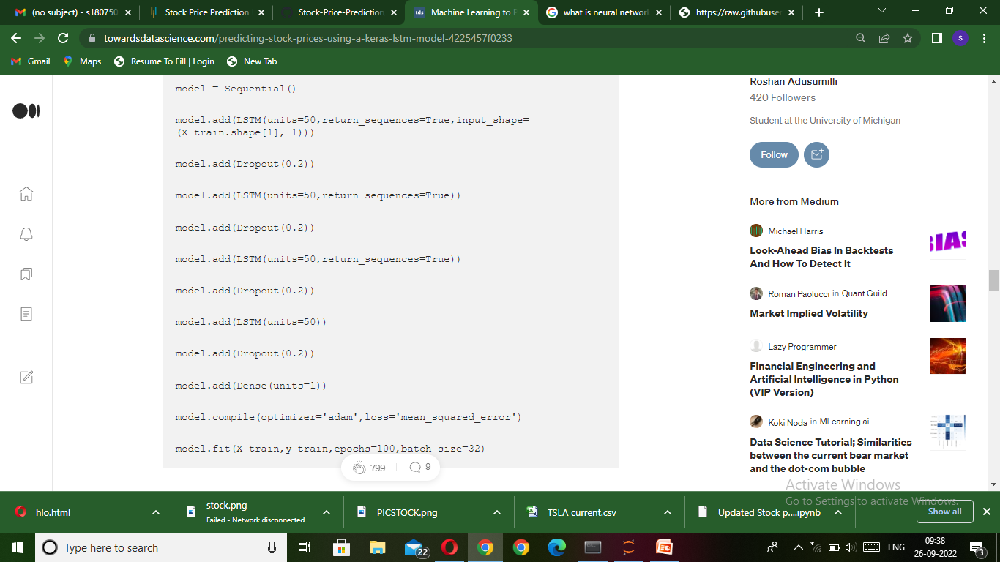 (no subject) - s180750
Stock Price Prediction
Stock-Price-Prediction
tds Machine Learning to P
what is neural networ
https://raw.githubuser
towardsdatascience.com/predicting-stock-prices-using-a-keras-lstm-model-4225457f0233
s
Gmail
Maps
Resume To Fill | Login
New Tab
model = Sequential()
model.add(LSTM(units=50,return_sequences=True,input_shape=
(X_train.shape[1], 1)))
model.add(Dropout(0.2))
model.add(LSTM(units=50,return_sequences=True))
model.add(Dropout(0.2))
model.add(LSTM(units=50,return_sequences=True))
model.add(Dropout(0.2))
model.add(LSTM(units=50))
model.add(Dropout(0.2))
model.add(Dense(units=1))
model.compile(optimizer='adam',loss='mean_squared_error')
model.fit(X_train,y_train,epochs=100,batch_size=32)
799
9
Roshan Adusumilli
420 Followers
Student at the University of Michigan
Follow
More from Medium
Michael Harris
Look-Ahead Bias In Backtests
And How To Detect It
BIAS
Roman Paolucci in Quant Guild
Market Implied Volatility
Lazy Programmer
Financial Engineering and
Artificial Intelligence in Python
(VIP Version)
Koki Noda in MLearning.ai
Data Science Tutorial; Similarities
between the current bear market
and the dot-com bubble
Activate Windows
Go to Settings to activate Windows.
hlo.html
stock.png
Failed - Network disconnected
PICSTOCK.png
TSLA current.csv
Updated Stock p....ipynb
Show all
Type here to search
22
ENG
09:38
26-09-2022
3